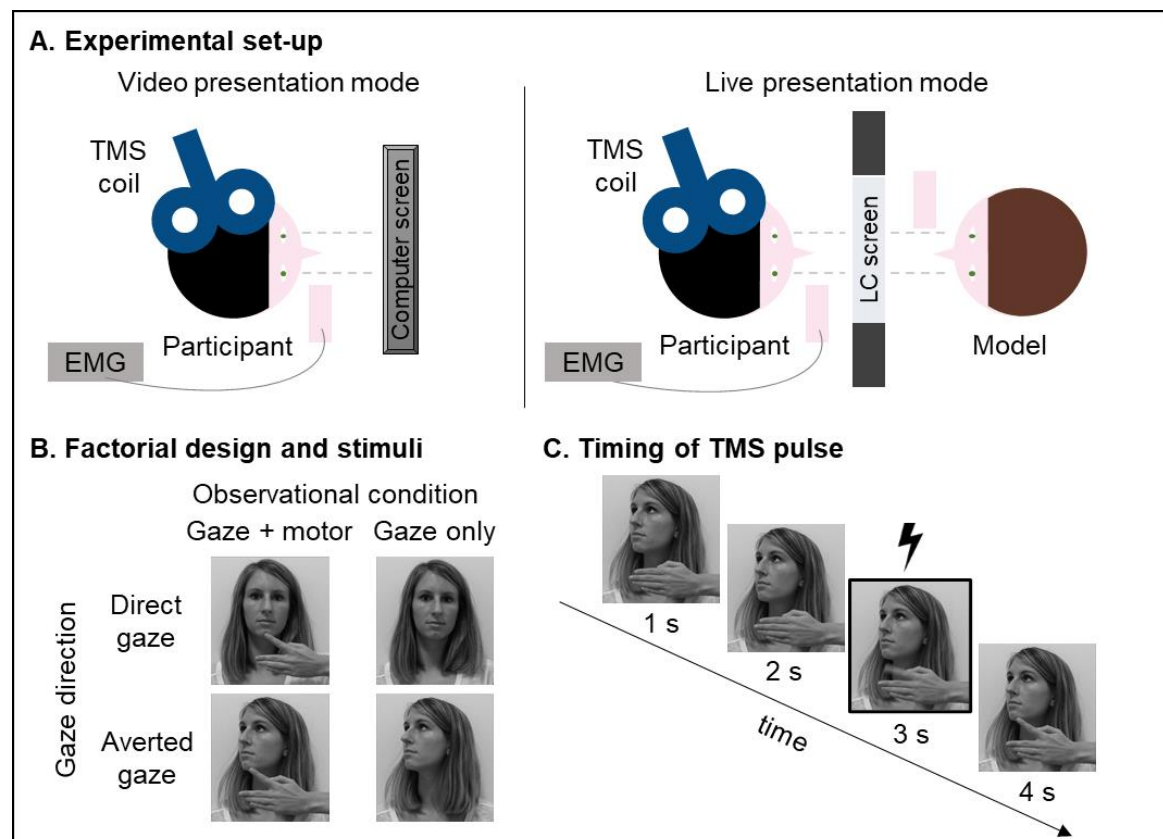 A. Experimental set-up
Video presentation mode
TMS
coil
Computer screen
Participant
EMG
Live presentation mode
TMS
coil
LC screen
Participant
Model
EMG
B. Factorial design and stimuli
Observational condition
Gaze + motor
Gaze only
Gaze direction
Direct
gaze
Averted
gaze
C. Timing of TMS pulse
1 s
2 s
3 s
4 s
time